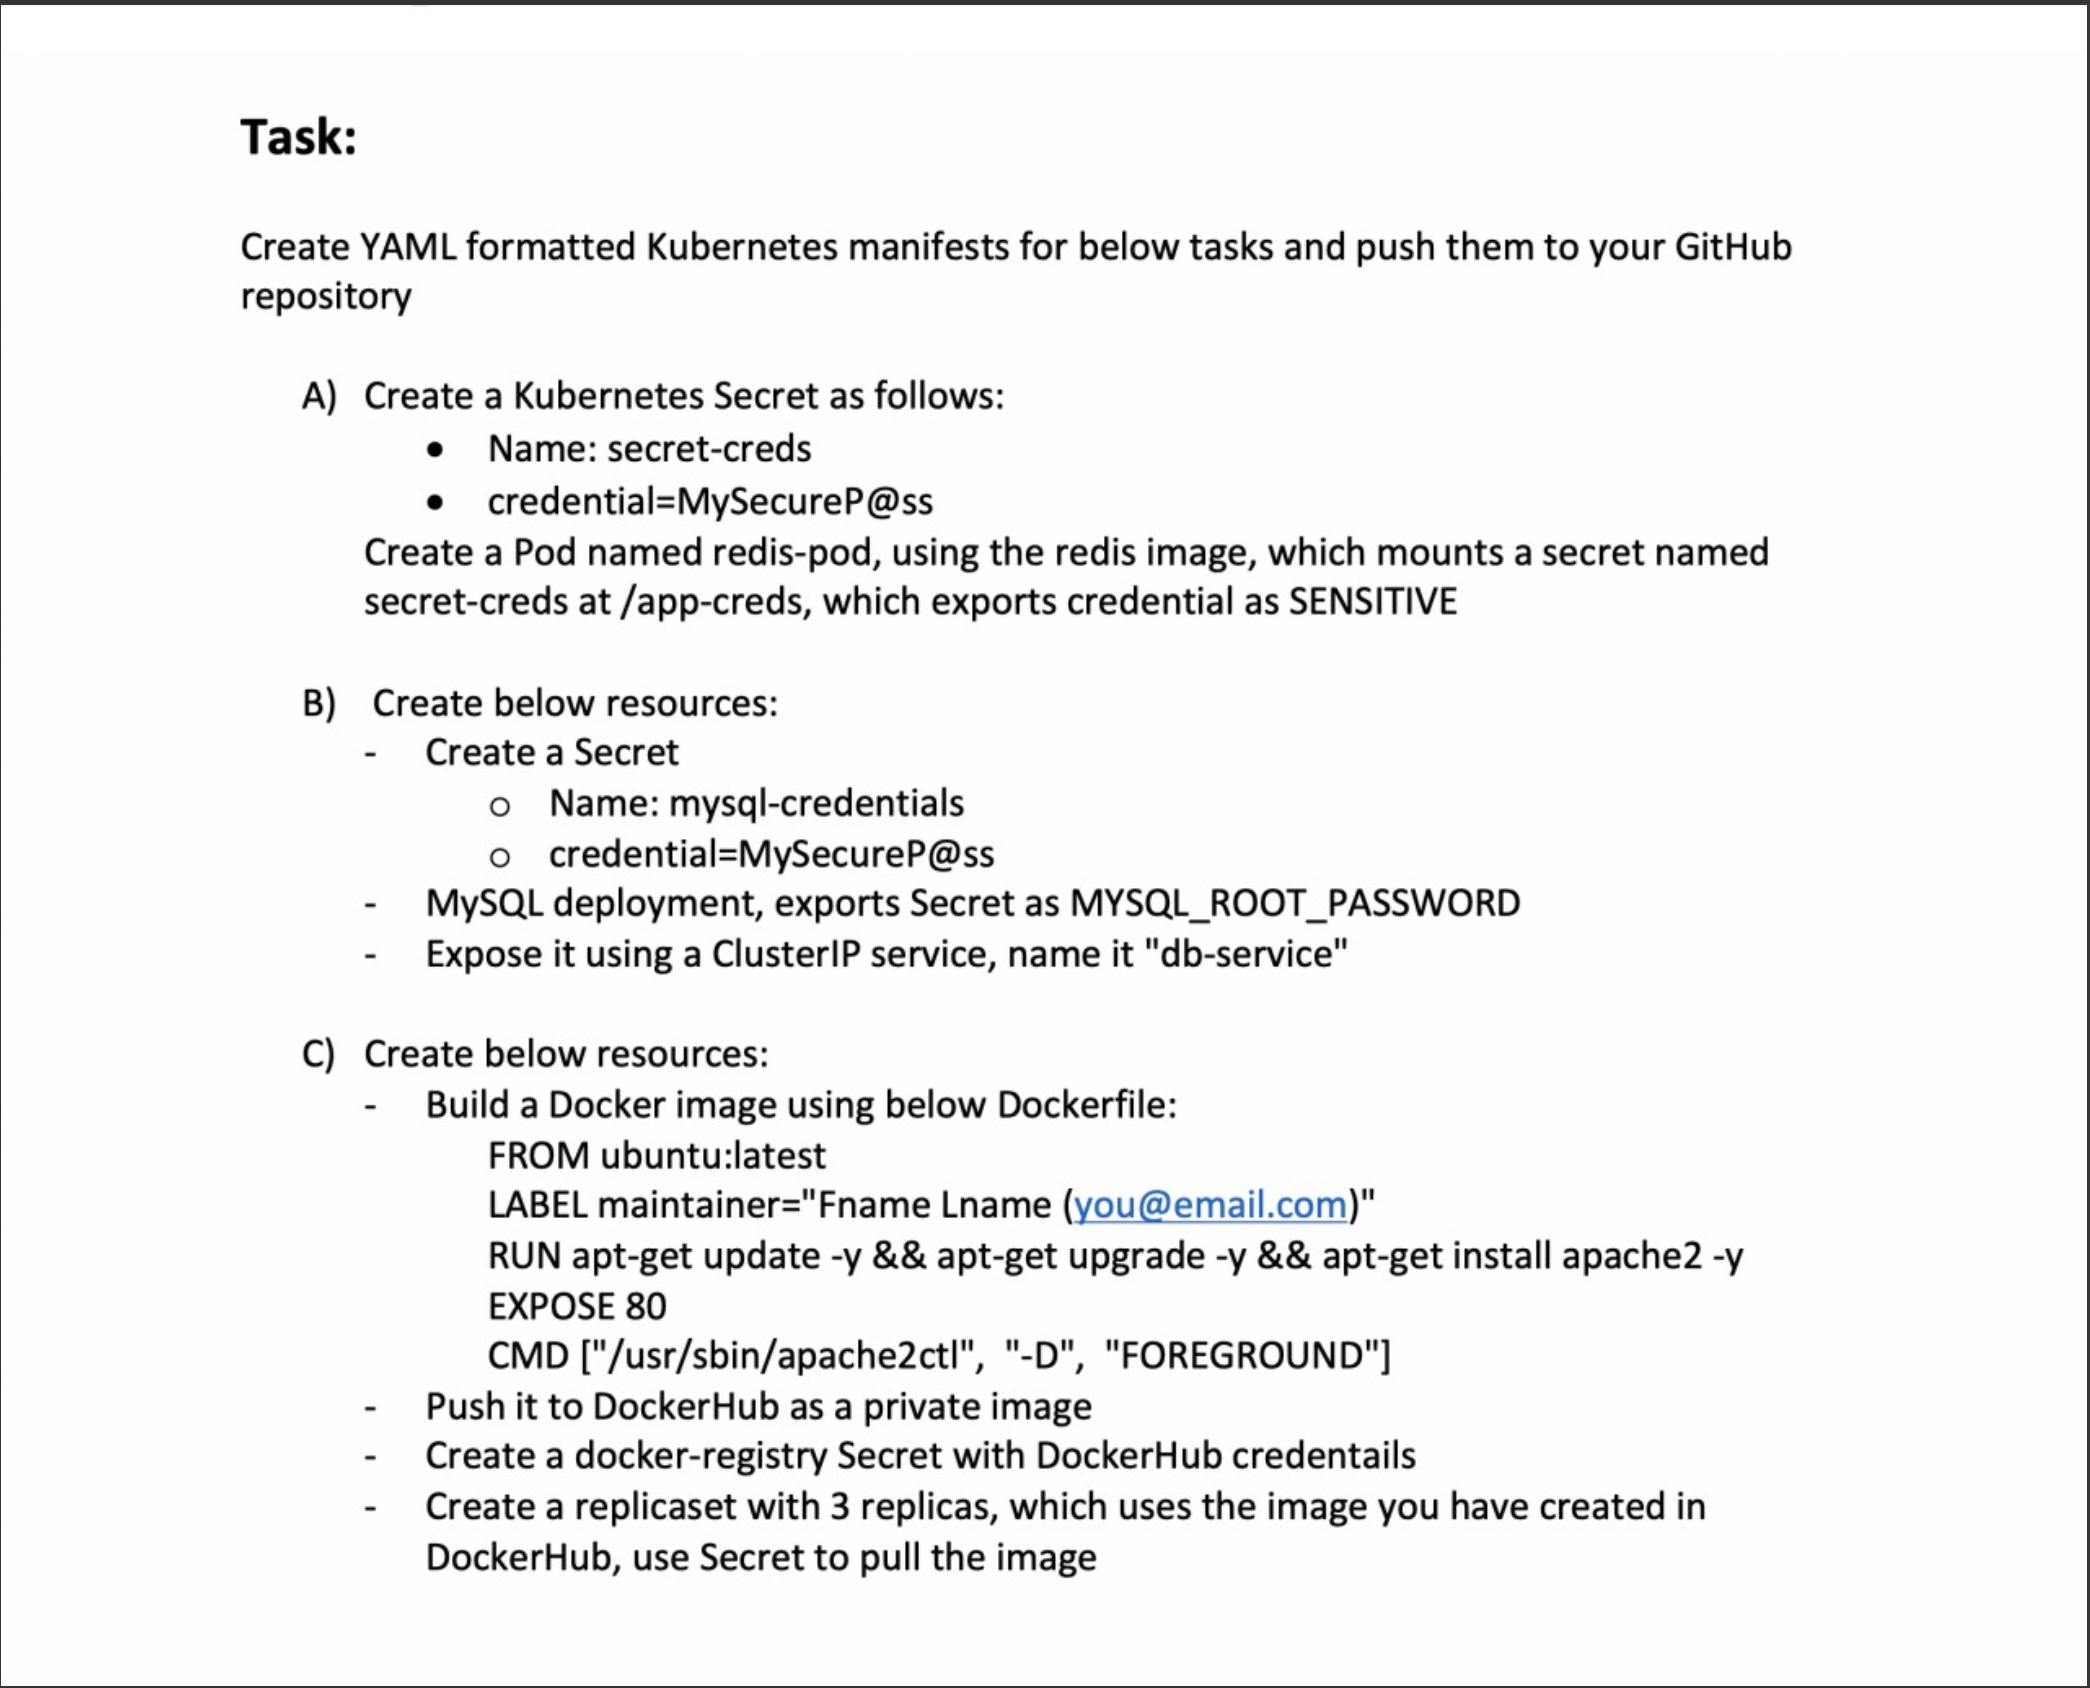 Task:
Create YAML formatted Kubernetes manifests for below tasks and push them to your GitHub
repository
A) Create a Kubernetes Secret as follows:
• Name: secret-creds
• credential=MySecureP@ss
Create a Pod named redis-pod, using the redis image, which mounts a secret named
secret-creds at /app-creds, which exports credential as SENSITIVE
B) Create below resources:
- Create a Secret
o Name: mysql-credentials
o credential=MySecureP@ss
- MySQL deployment, exports Secret as MYSQL_ROOT_PASSWORD
- Expose it using a ClusterIP service, name it "db-service"
C) Create below resources:
- Build a Docker image using below Dockerfile:
FROM ubuntu:latest
LABEL maintainer="Fname Lname (you@email.com)"
RUN apt-get update -y && apt-get upgrade -y && apt-get install apache2 -y
EXPOSE 80
CMD ["/usr/sbin/apache2ctl", "-D", "FOREGROUND"]
- Push it to DockerHub as a private image
- Create a docker-registry Secret with DockerHub credentails
- Create a replicaset with 3 replicas, which uses the image you have created in
DockerHub, use Secret to pull the image